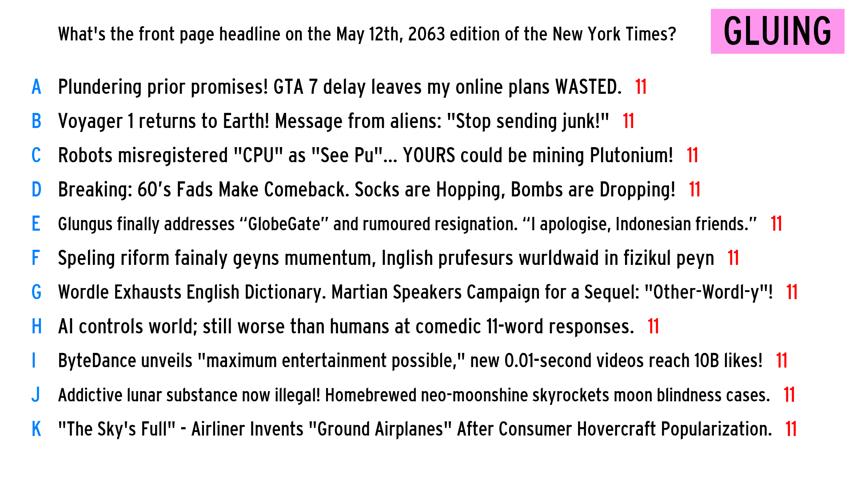 What's the front page headline on the May 12th, 2063 edition of the New York Times?
GLUING
A Plundering prior promises! GTA 7 delay leaves my online plans WASTED. 11
B Voyager 1 returns to Earth! Message from aliens: "Stop sending junk!" 11
C Robots misregistered "CPU" as "See Pu"... YOURS could be mining Plutonium! 11
D Breaking: 60’s Fads Make Comeback. Socks are Hopping, Bombs are Dropping! 11
E Glungus finally addresses “GlobeGate” and rumoured resignation. “I apologise, Indonesian friends.” 11
F Speling riform fainaly geyns mumentum, Inglish prufesurs wurldwaid in fizikul peyn 11
G Wordle Exhausts English Dictionary. Martian Speakers Campaign for a Sequel: "Other-Wordl-y"! 11
H AI controls world; still worse than humans at comedic 11-word responses. 11
I ByteDance unveils "maximum entertainment possible," new 0.01-second videos reach 10B likes! 11
J Addictive lunar substance now illegal! Homebrewed neo-moonshine skyrockets moon blindness cases. 11
K "The Sky's Full" - Airliner Invents "Ground Airplanes" After Consumer Hovercraft Popularization. 11